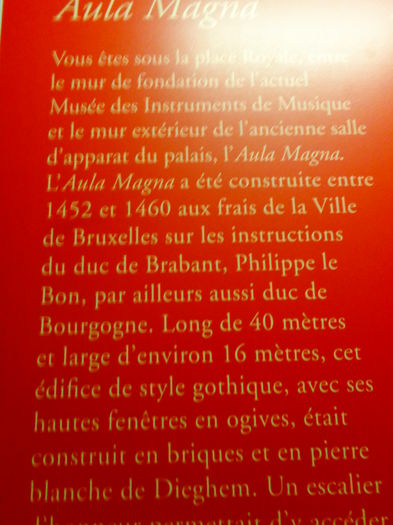 Aula Magna
Vous êtes sous la place Royale, entre
le mur de fondation de l'actuel
Musée des Instruments de Musique
et le mur extérieur de l'ancienne salle
d'apparat du palais, l'Aula Magna.
L'Aula Magna a été construite entre
1452 et 1460 aux frais de la Ville
de Bruxelles sur les instructions
du duc de Brabant, Philippe le
Bon, par ailleurs aussi duc de
Bourgogne. Long de 40 mètres
et large d'environ 16 mètres, cet
édifice de style gothique, avec ses
hautes fenêtres en ogives, était
construit en briques et en pierre
blanche de Dieghem. Un escalier
d'honneur permettait d'y accéder